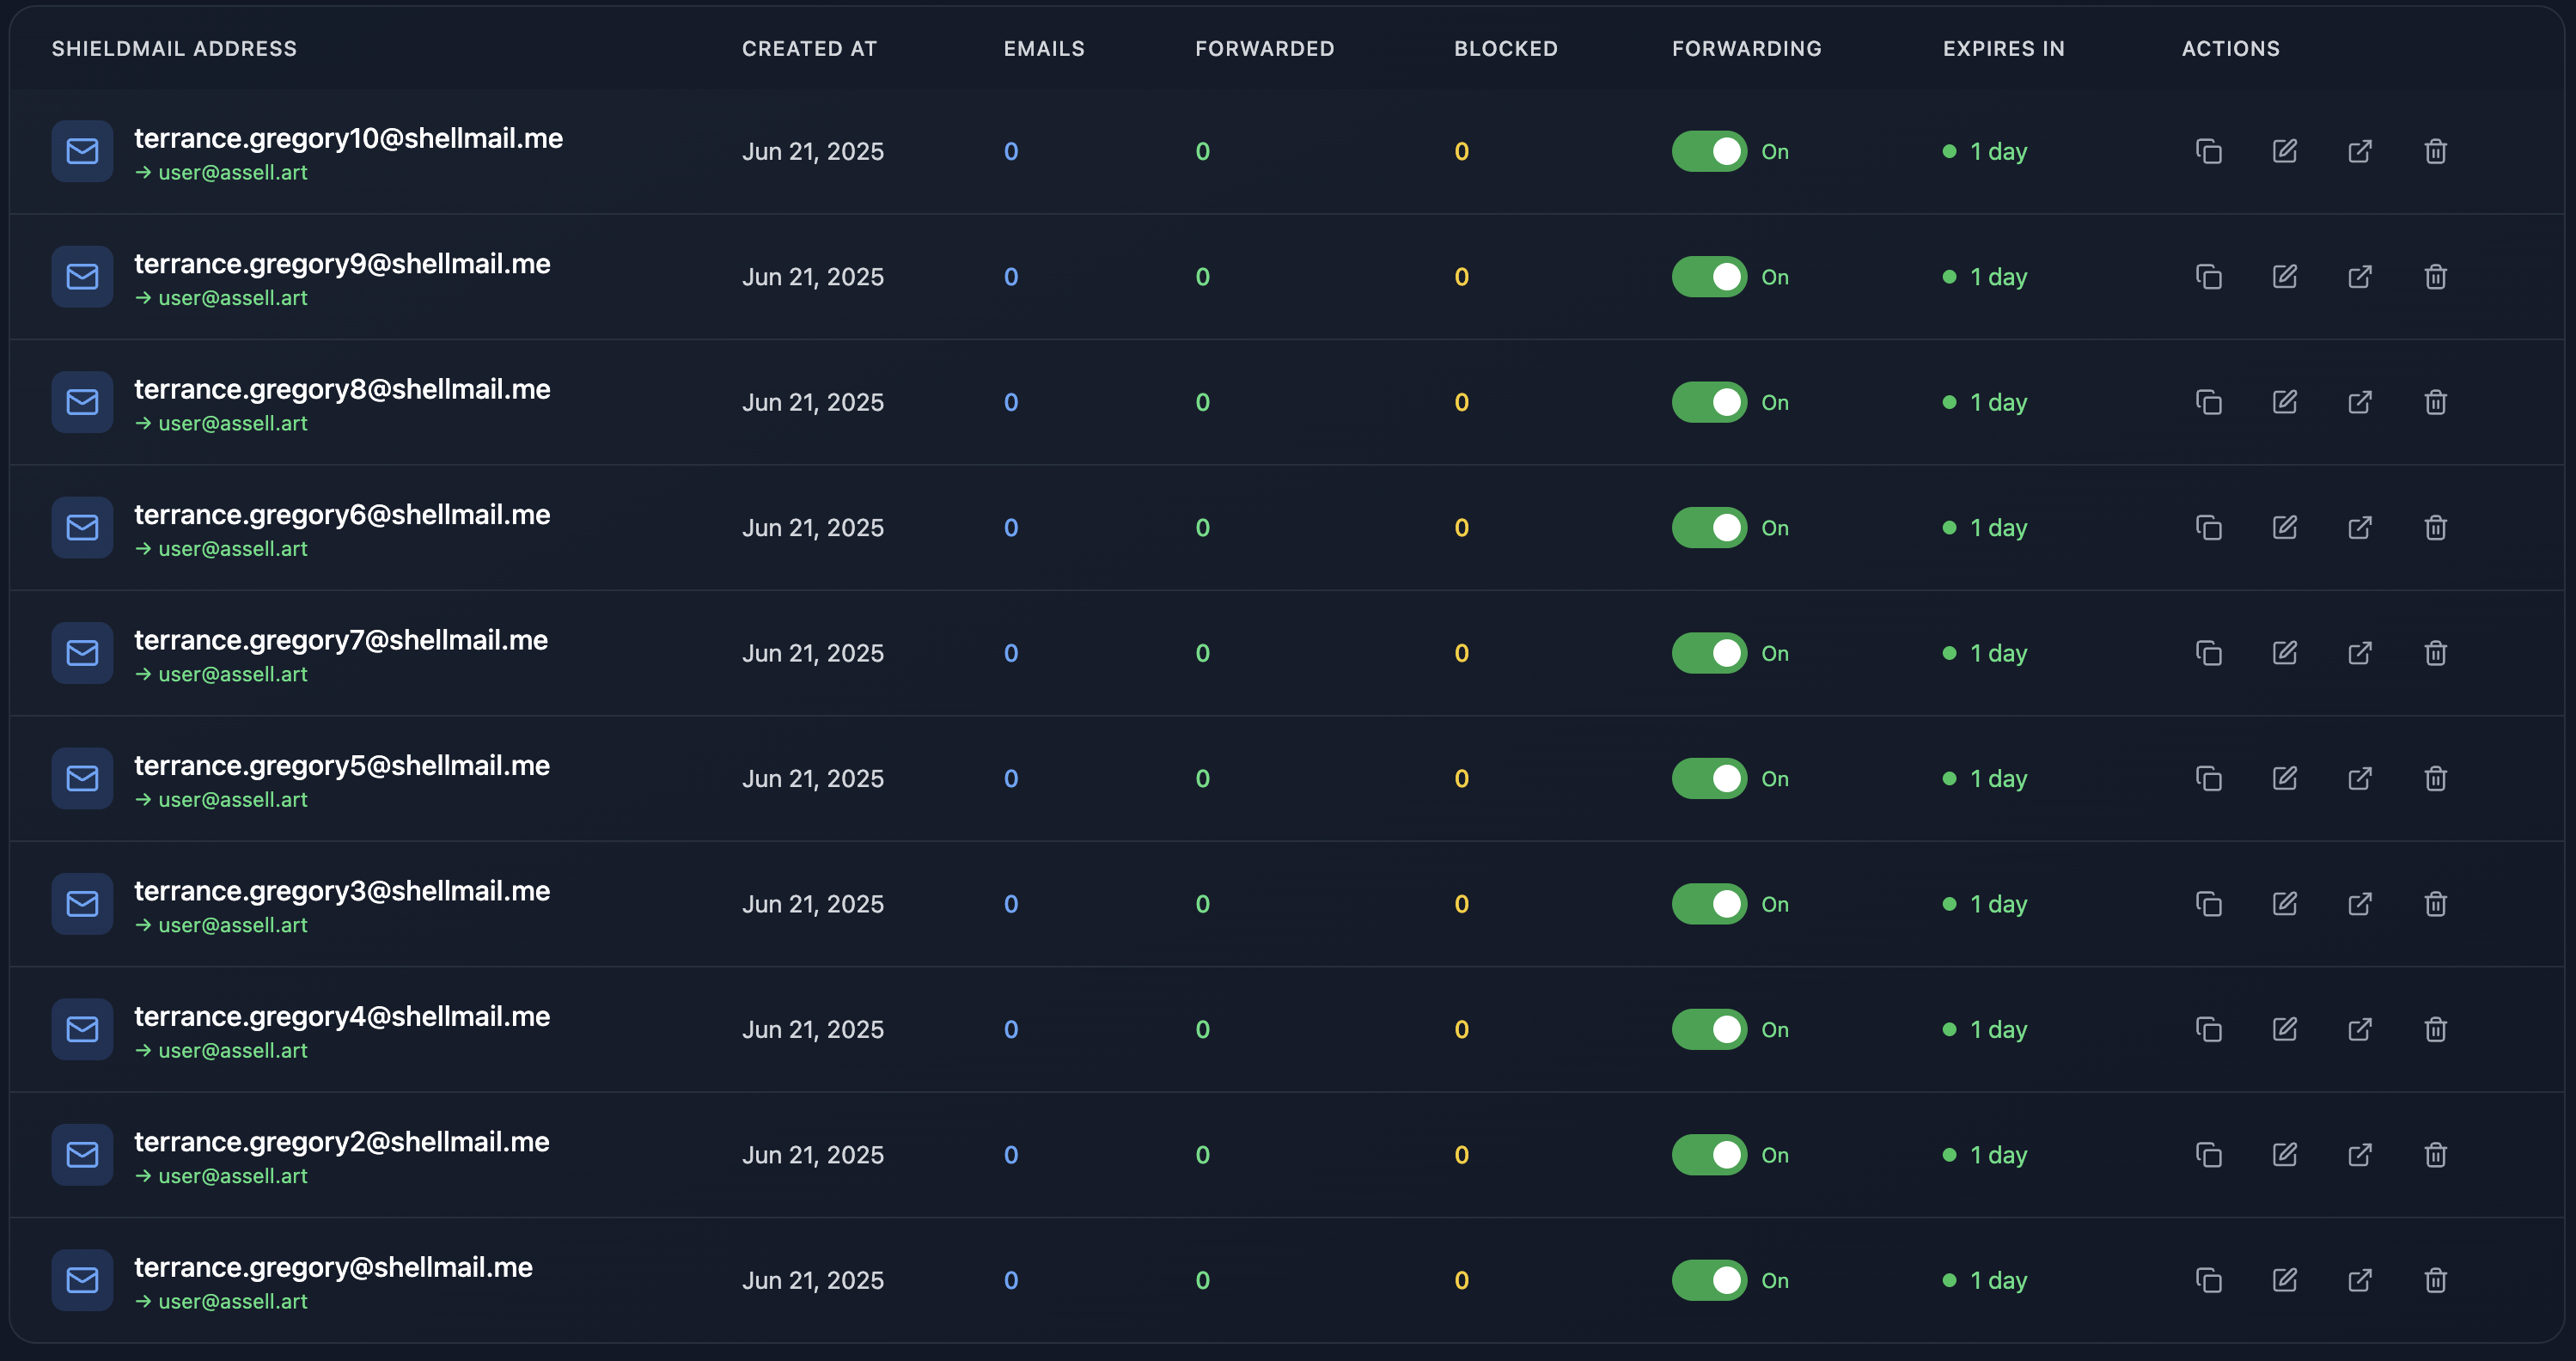 SHIELDMAIL ADDRESS CREATED AT EMAILS FORWARDED BLOCKED FORWARDING EXPIRES IN ACTIONS
terrance.gregory10@shellmail.me
→ user@assell.art
Jun 21, 2025 0 0 0 On 1 day
terrance.gregory9@shellmail.me
→ user@assell.art
Jun 21, 2025 0 0 0 On 1 day
terrance.gregory8@shellmail.me
→ user@assell.art
Jun 21, 2025 0 0 0 On 1 day
terrance.gregory6@shellmail.me
→ user@assell.art
Jun 21, 2025 0 0 0 On 1 day
terrance.gregory7@shellmail.me
→ user@assell.art
Jun 21, 2025 0 0 0 On 1 day
terrance.gregory5@shellmail.me
→ user@assell.art
Jun 21, 2025 0 0 0 On 1 day
terrance.gregory3@shellmail.me
→ user@assell.art
Jun 21, 2025 0 0 0 On 1 day
terrance.gregory4@shellmail.me
→ user@assell.art
Jun 21, 2025 0 0 0 On 1 day
terrance.gregory2@shellmail.me
→ user@assell.art
Jun 21, 2025 0 0 0 On 1 day
terrance.gregory@shellmail.me
→ user@assell.art
Jun 21, 2025 0 0 0 On 1 day